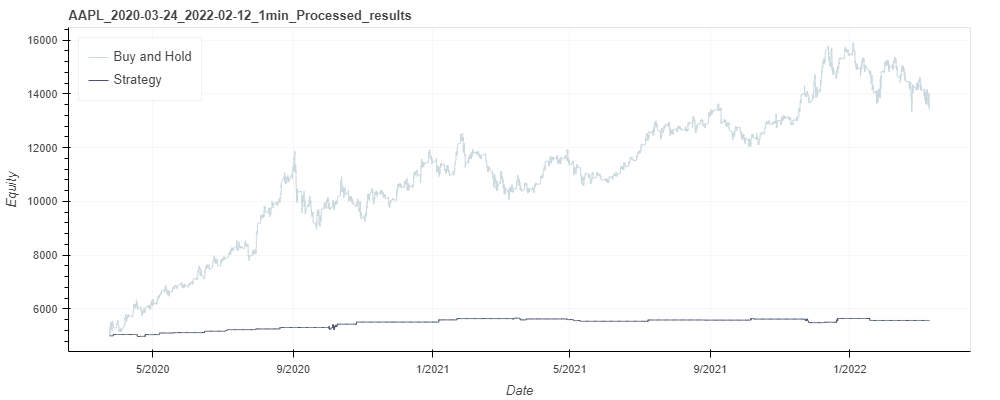 AAPL_2020-03-24_2022-02-12_1min_Processed_results
16000
14000
12000
10000
8000
6000
Equity
Buy and Hold
Strategy
5/2020 9/2020 1/2021 5/2021 9/2021 1/2022
Date